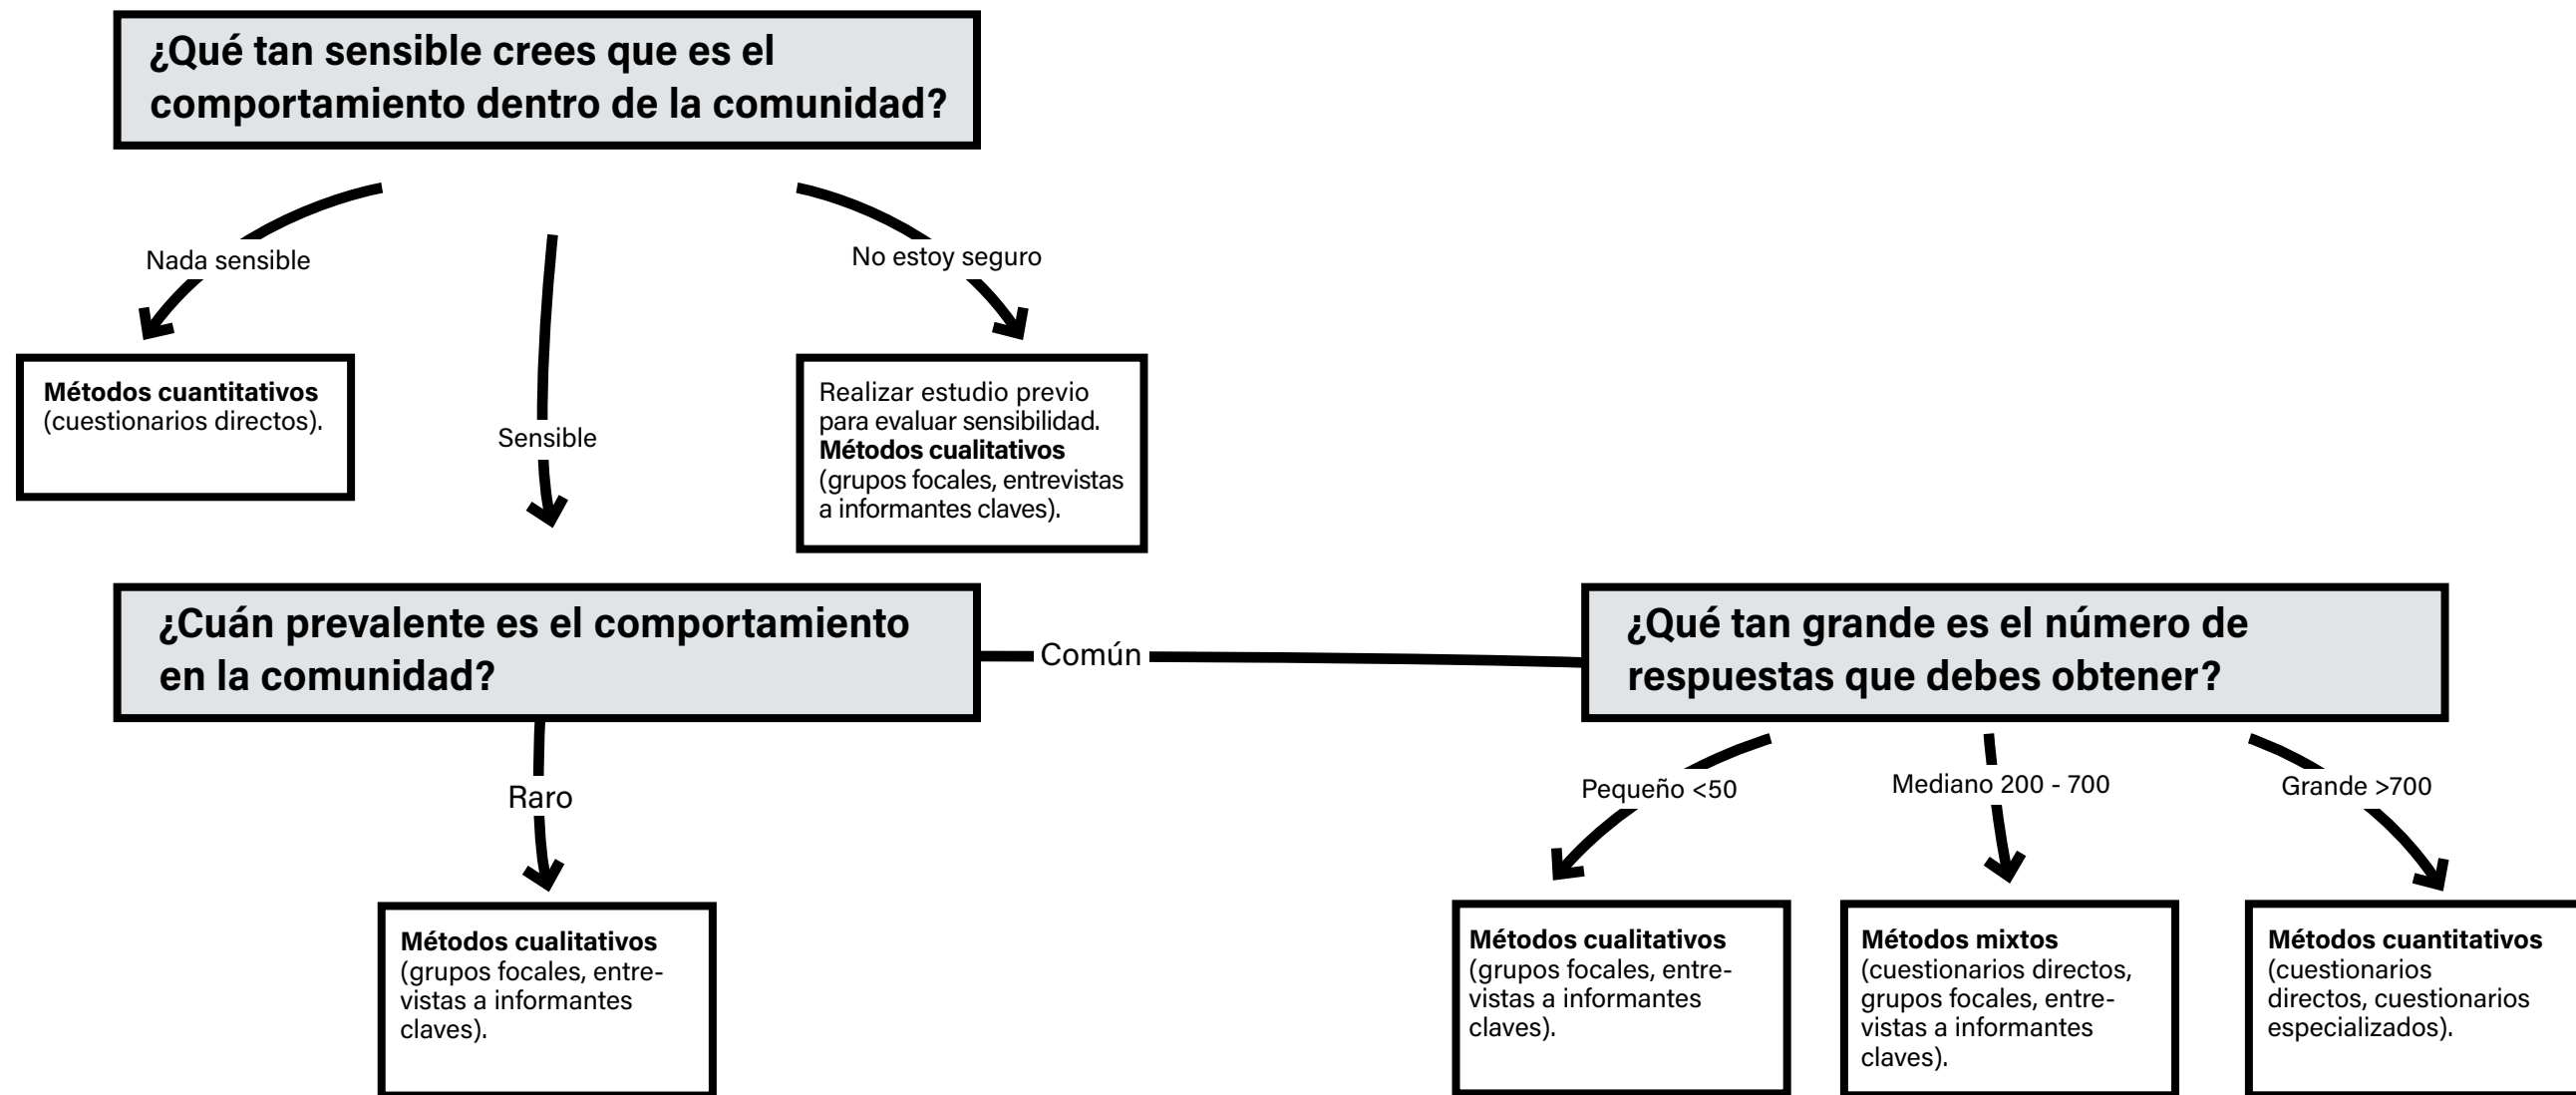 ¿Qué tan sensible crees que es el
comportamiento dentro de la comunidad?
Nada sensible
No estoy seguro
Métodos cuantitativos
(cuestionarios directos).
Sensible
Realizar estudio previo
para evaluar sensibilidad.
Métodos cualitativos
(grupos focales, entrevistas
a informantes claves).
¿Cuán prevalente es el comportamiento
en la comunidad?
Común
¿Qué tan grande es el número de
respuestas que debes obtener?
Raro
Pequeño <50
Mediano 200 - 700
Grande >700
Métodos cualitativos
(grupos focales, entre-
vistas a informantes
claves).
Métodos cualitativos
(grupos focales, entre-
vistas a informantes
claves).
Métodos mixtos
(cuestionarios directos,
grupos focales, entre-
vistas a informantes
claves).
Métodos cuantitativos
(cuestionarios
directos, cuestionarios
especializados).